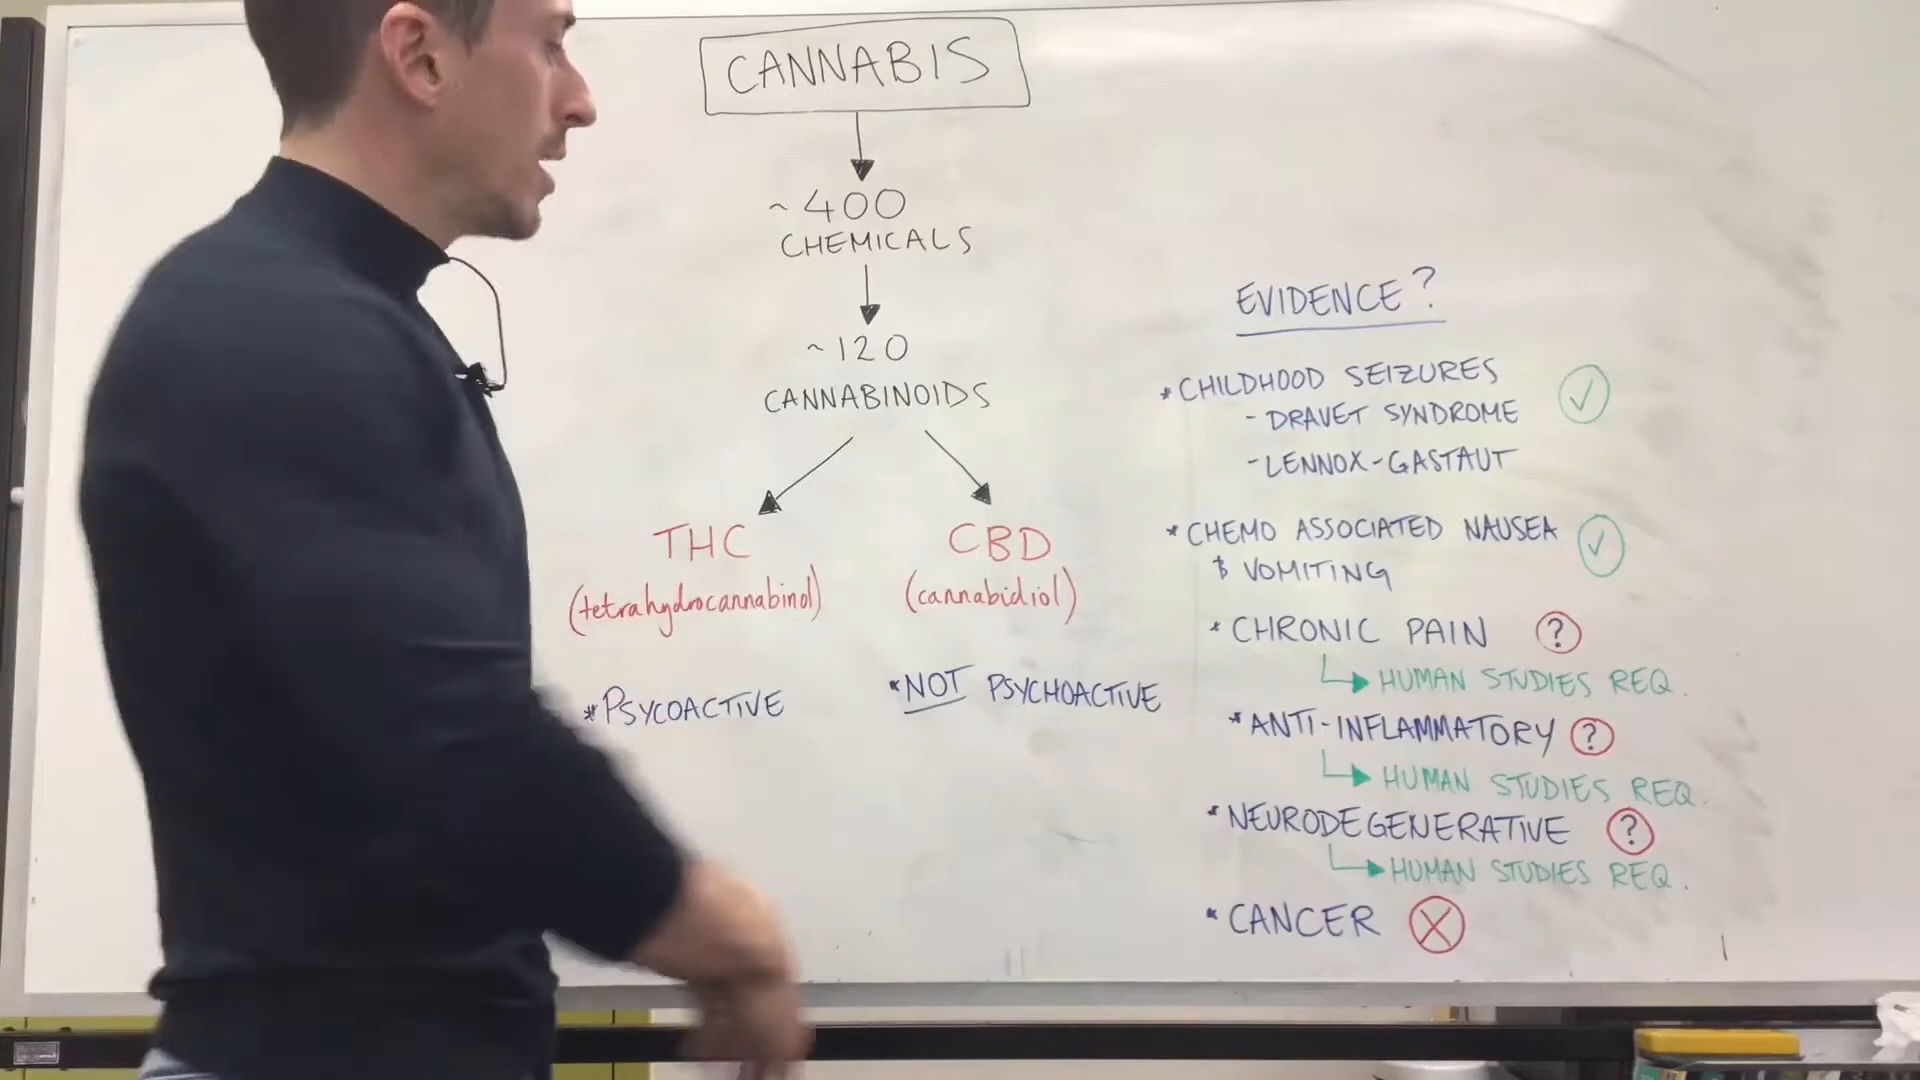 CANNABIS
~400
CHEMICALS
~120
CANNABINOIDS
THC
(tetrahydrocannabinol)
*PSYCOACTIVE
CBD
(cannabidiol)
*NOT PSYCHOACTIVE
EVIDENCE?
*CHILDHOOD SEIZURES
- DRAVET SYNDROME
-LENNOX-GASTAUT
*CHEMO ASSOCIATED NAUSEA
& VOMITING
*CHRONIC PAIN ?
HUMAN STUDIES REQ.
*ANTI-INFLAMMATORY ?
HUMAN STUDIES REQ.
*NEURODEGENERATIVE ?
HUMAN STUDIES REQ.
*CANCER X